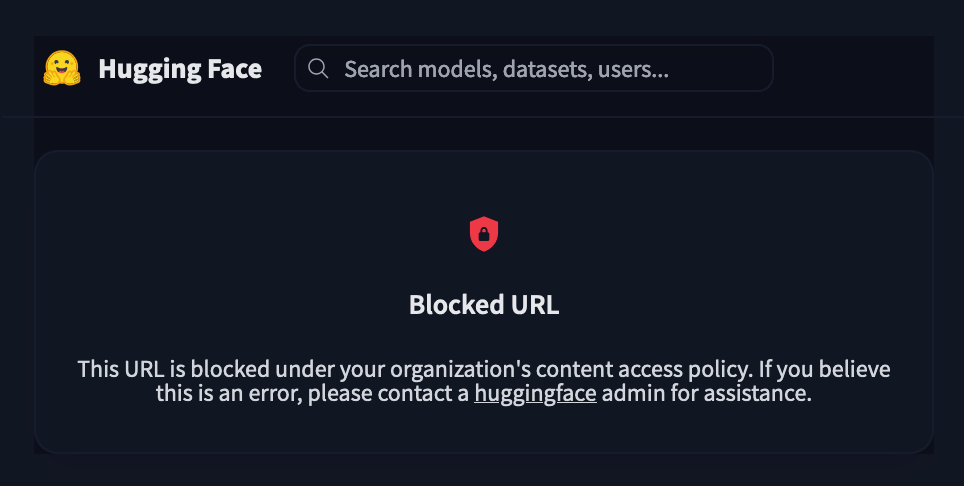 Hugging Face
Search models, datasets, users...
Blocked URL
This URL is blocked under your organization's content access policy. If you believe
this is an error, please contact a huggingface admin for assistance.